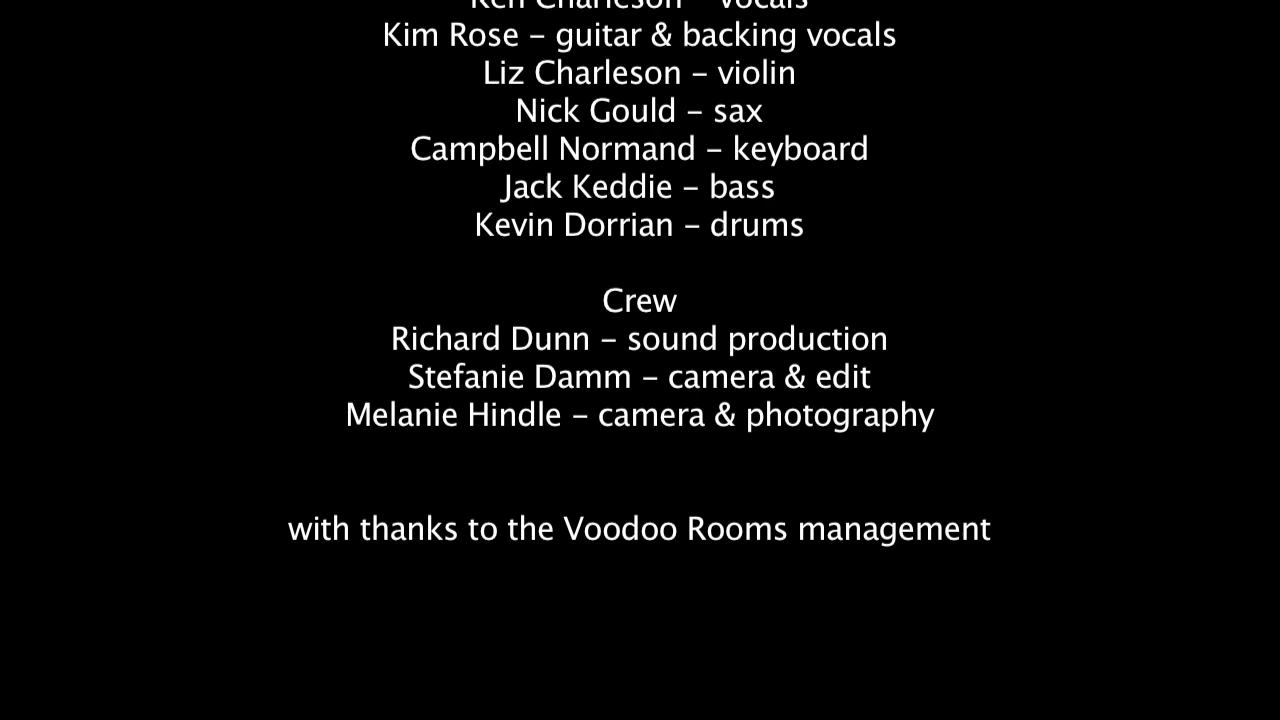 Ken Charleson – vocals
Kim Rose – guitar & backing vocals
Liz Charleson – violin
Nick Gould – sax
Campbell Normand – keyboard
Jack Keddie – bass
Kevin Dorrian – drums
Crew
Richard Dunn – sound production
Stefanie Damm – camera & edit
Melanie Hindle – camera & photography
with thanks to the Voodoo Rooms management